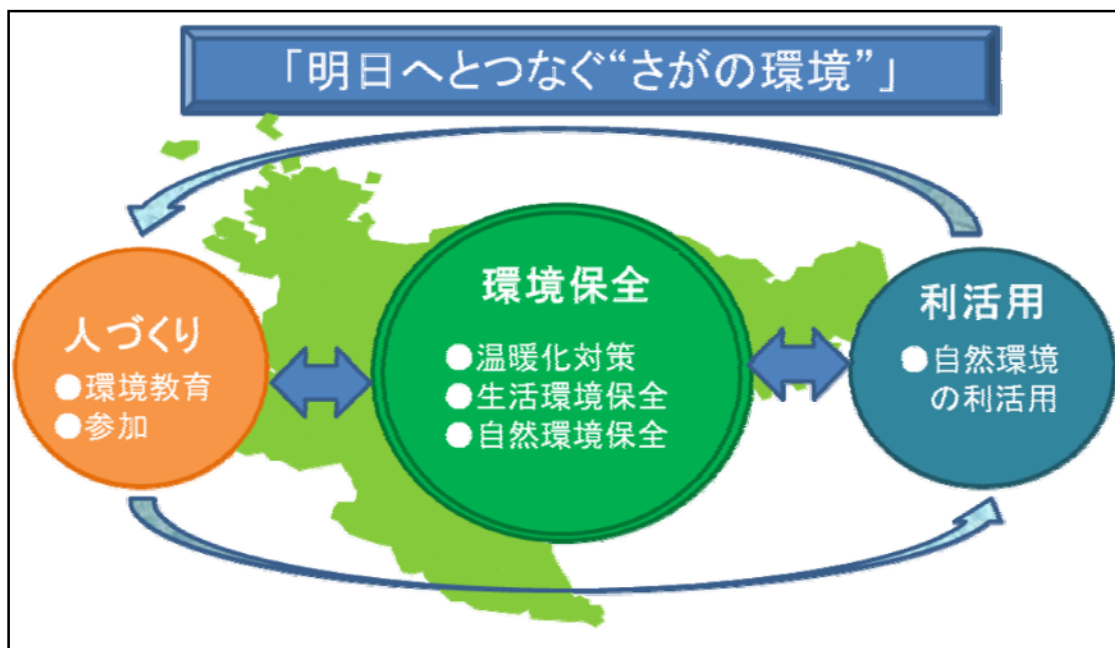 「明日へとつなぐ“さがの環境”」
人づくり
●環境教育
●参加
環境保全
●温暖化対策
●生活環境保全
●自然環境保全
利活用
●自然環境
の利活用